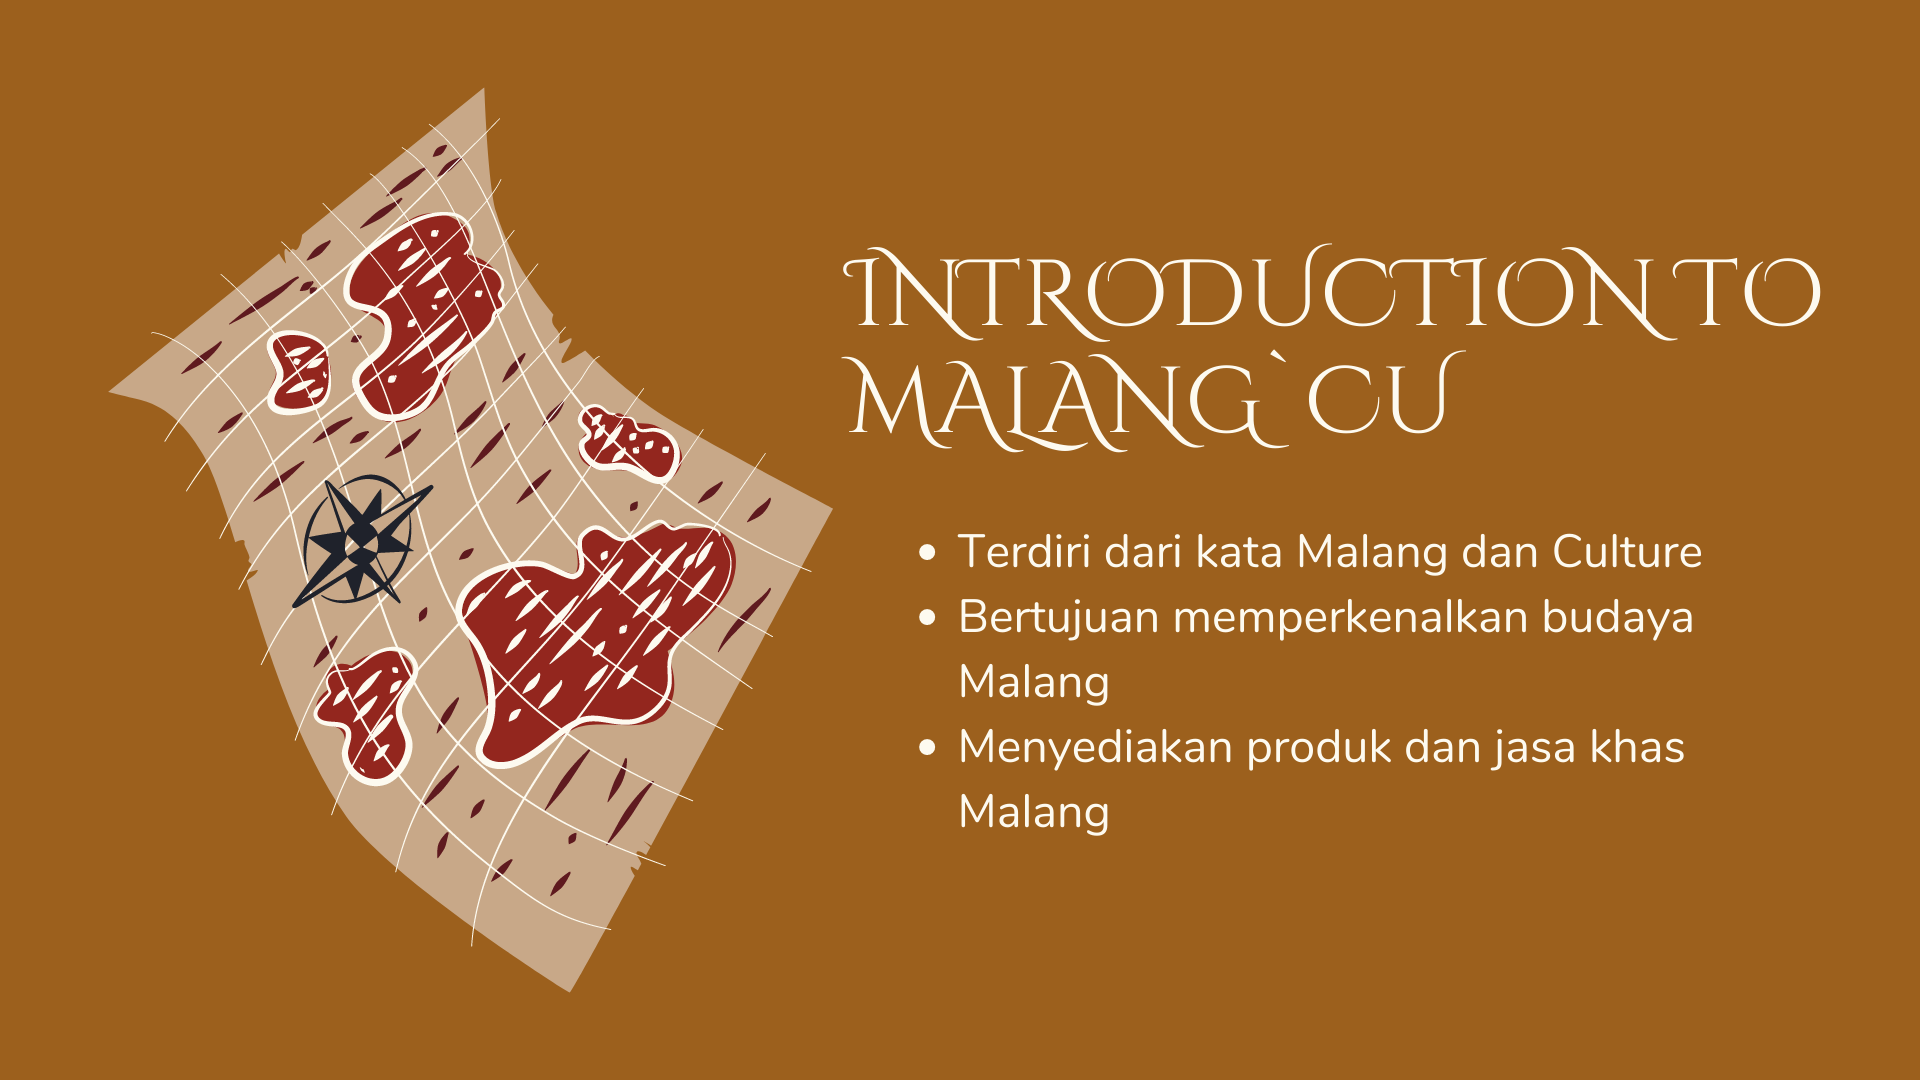 INTRODUCTION TO
MALANG`CU
• Terdiri dari kata Malang dan Culture
• Bertujuan memperkenalkan budaya
Malang
• Menyediakan produk dan jasa khas
Malang